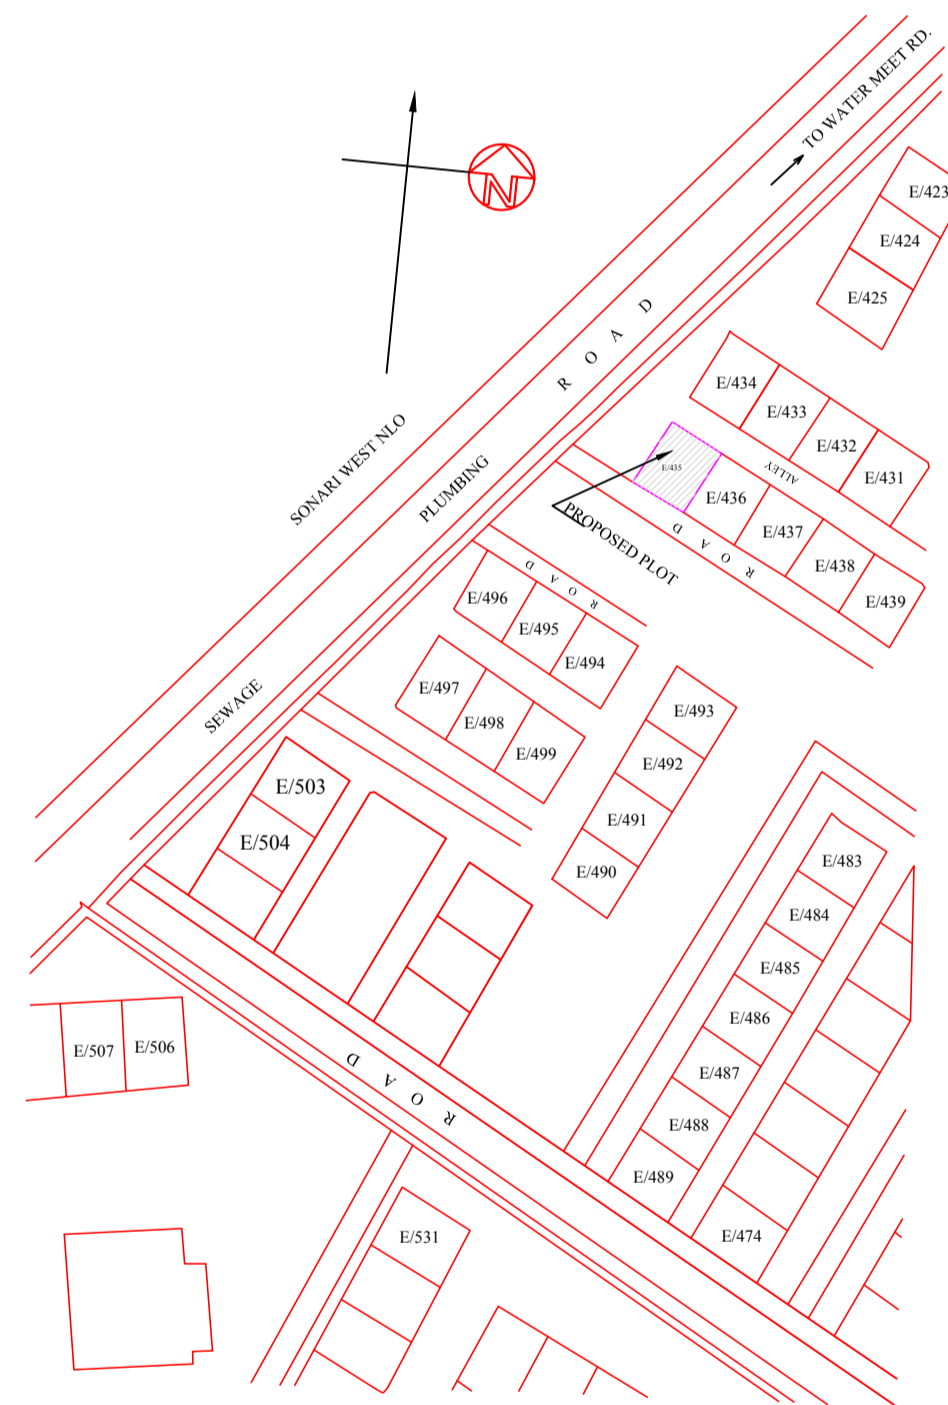 TO WATER MEET RD.
N
E/423
E/424
E/425
ROAD
E/434
E/433
E/432
E/431
SONARI WEST NLO
PLUMBING
ALLEY
E/435
E/436
E/437
E/438
E/439
PROPOSED PLOT
ROAD
ROAD
E/496
E/495
E/494
SEWAGE
E/497
E/498
E/499
E/493
E/492
E/491
E/490
E/503
E/504
E/483
E/484
E/485
E/486
E/487
E/488
E/489
E/474
E/507
E/506
ROAD
E/531